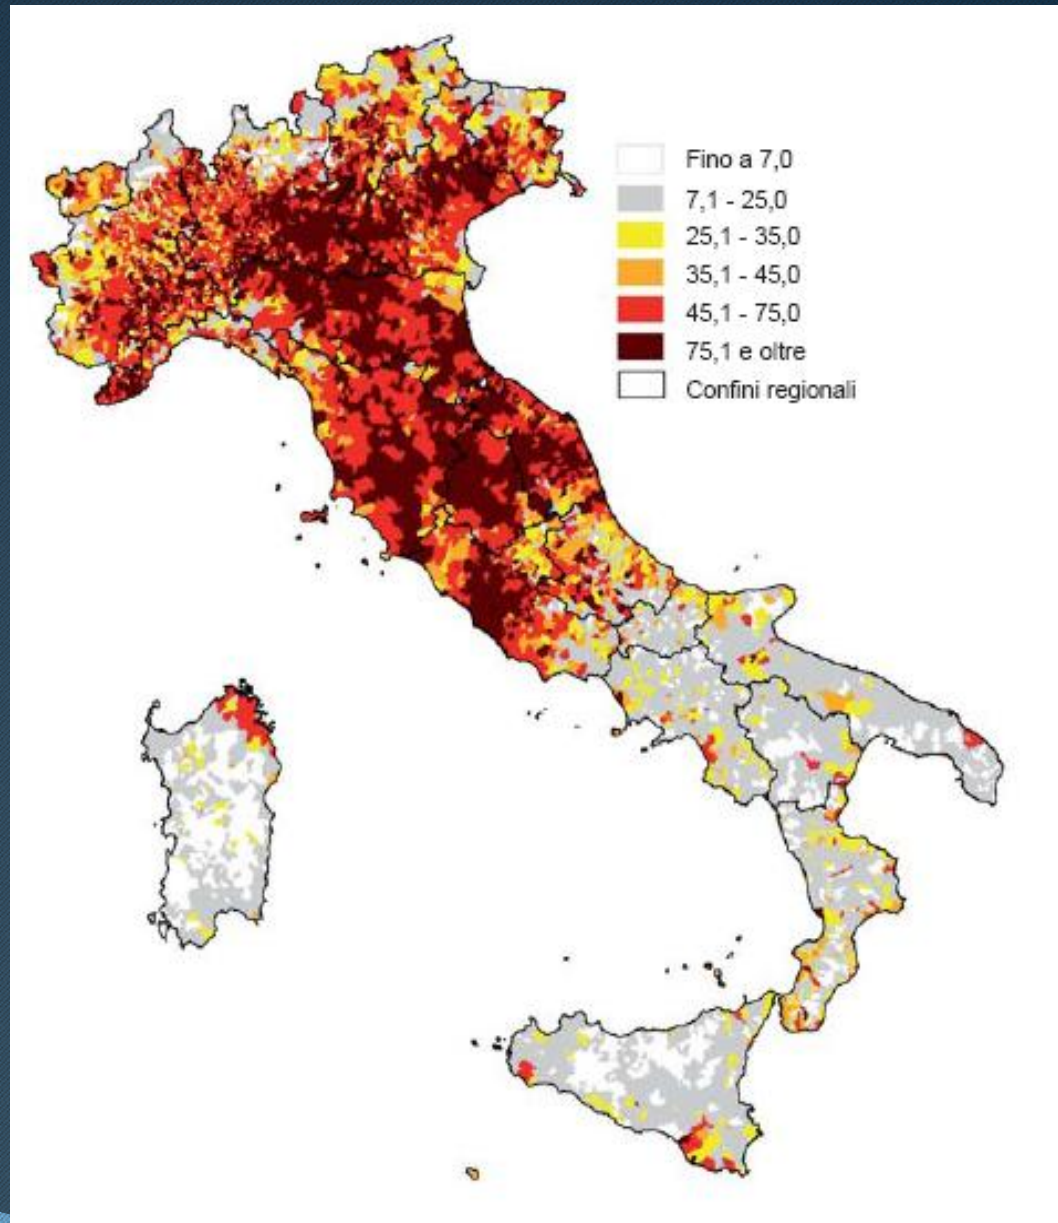 Fino a 7,0
7,1 - 25,0
25,1 - 35,0
35,1 - 45,0
45,1 - 75,0
75,1 e oltre
Confini regionali